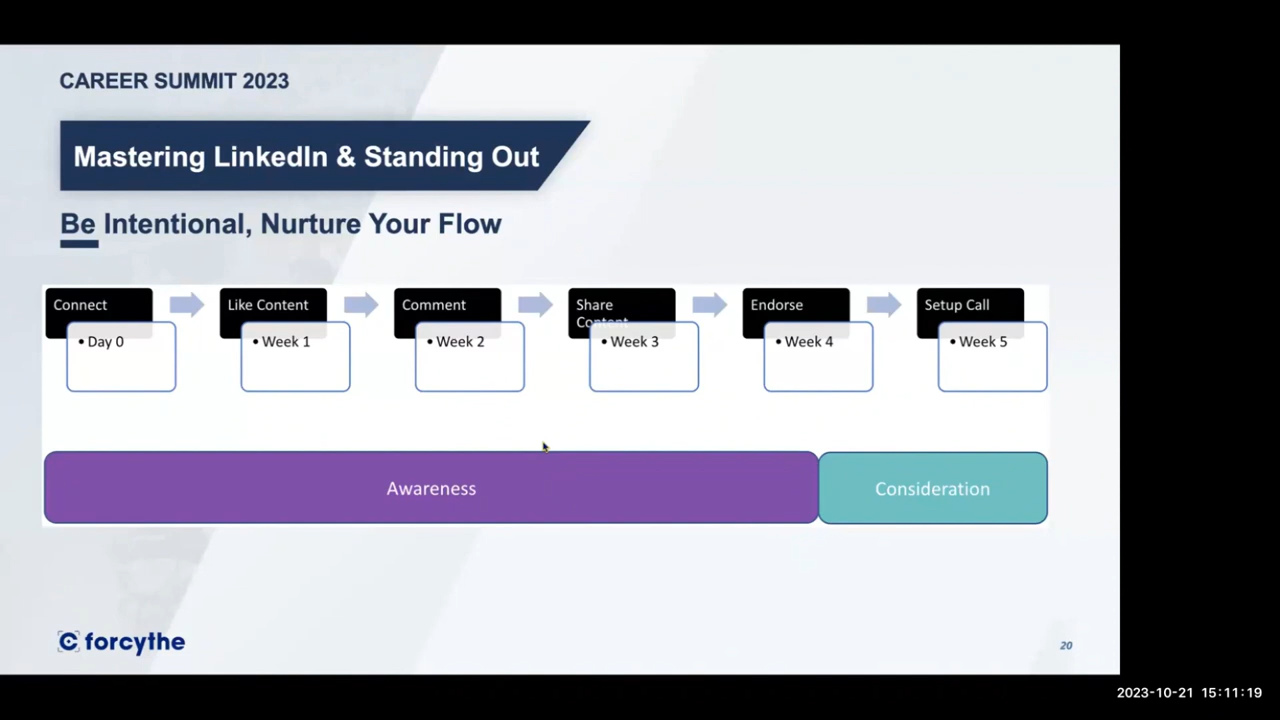 CAREER SUMMIT 2023
Mastering LinkedIn & Standing Out
Be Intentional, Nurture Your Flow
Connect
• Day 0
Like Content
• Week 1
Comment
• Week 2
Share
Content
• Week 3
Endorse
• Week 4
Setup Call
• Week 5
Awareness
Consideration
forcythe
20
2023-10-21 15:11:19